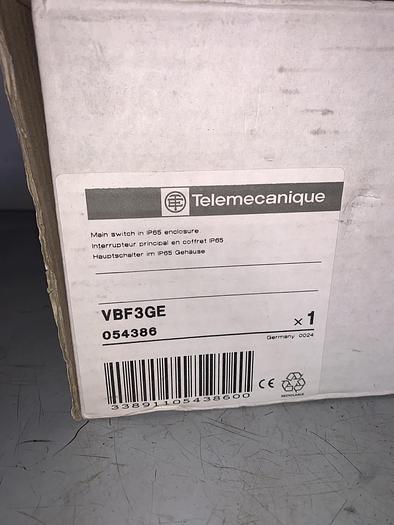 Telemecanique
Main switch in IP65 enclosure
Interrupteur principal en coffret IP65
Hauptschalter im IP65 Gehäuse
VBF3GE
054386 x 1
Germany 0024
3389110543860 0
CE
RECYCLABLE